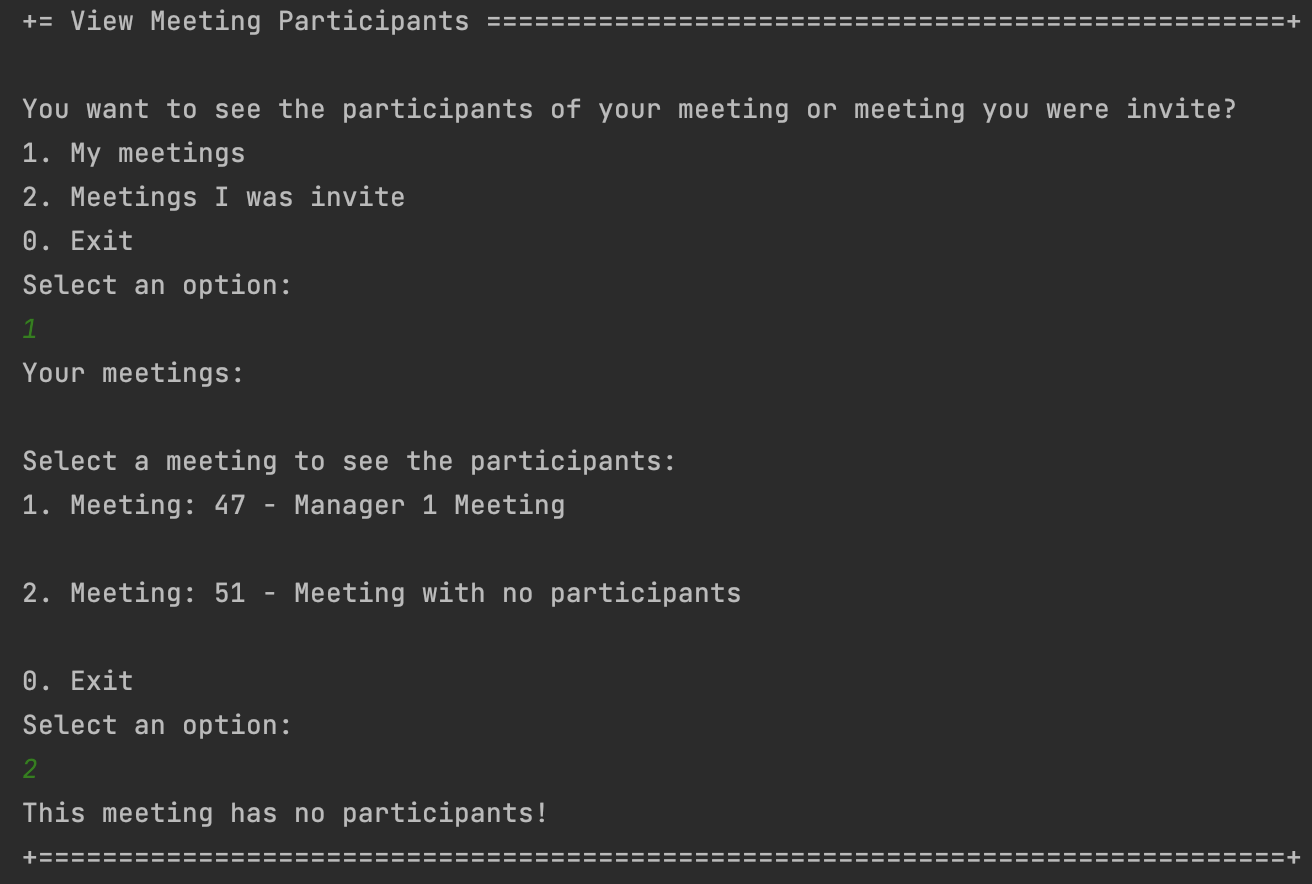 += View Meeting Participants ==================================================+
You want to see the participants of your meeting or meeting you were invite?
1. My meetings
2. Meetings I was invite
0. Exit
Select an option:
1
Your meetings:
Select a meeting to see the participants:
1. Meeting: 47 - Manager 1 Meeting
2. Meeting: 51 - Meeting with no participants
0. Exit
Select an option:
2
This meeting has no participants!
+==============================================================================+